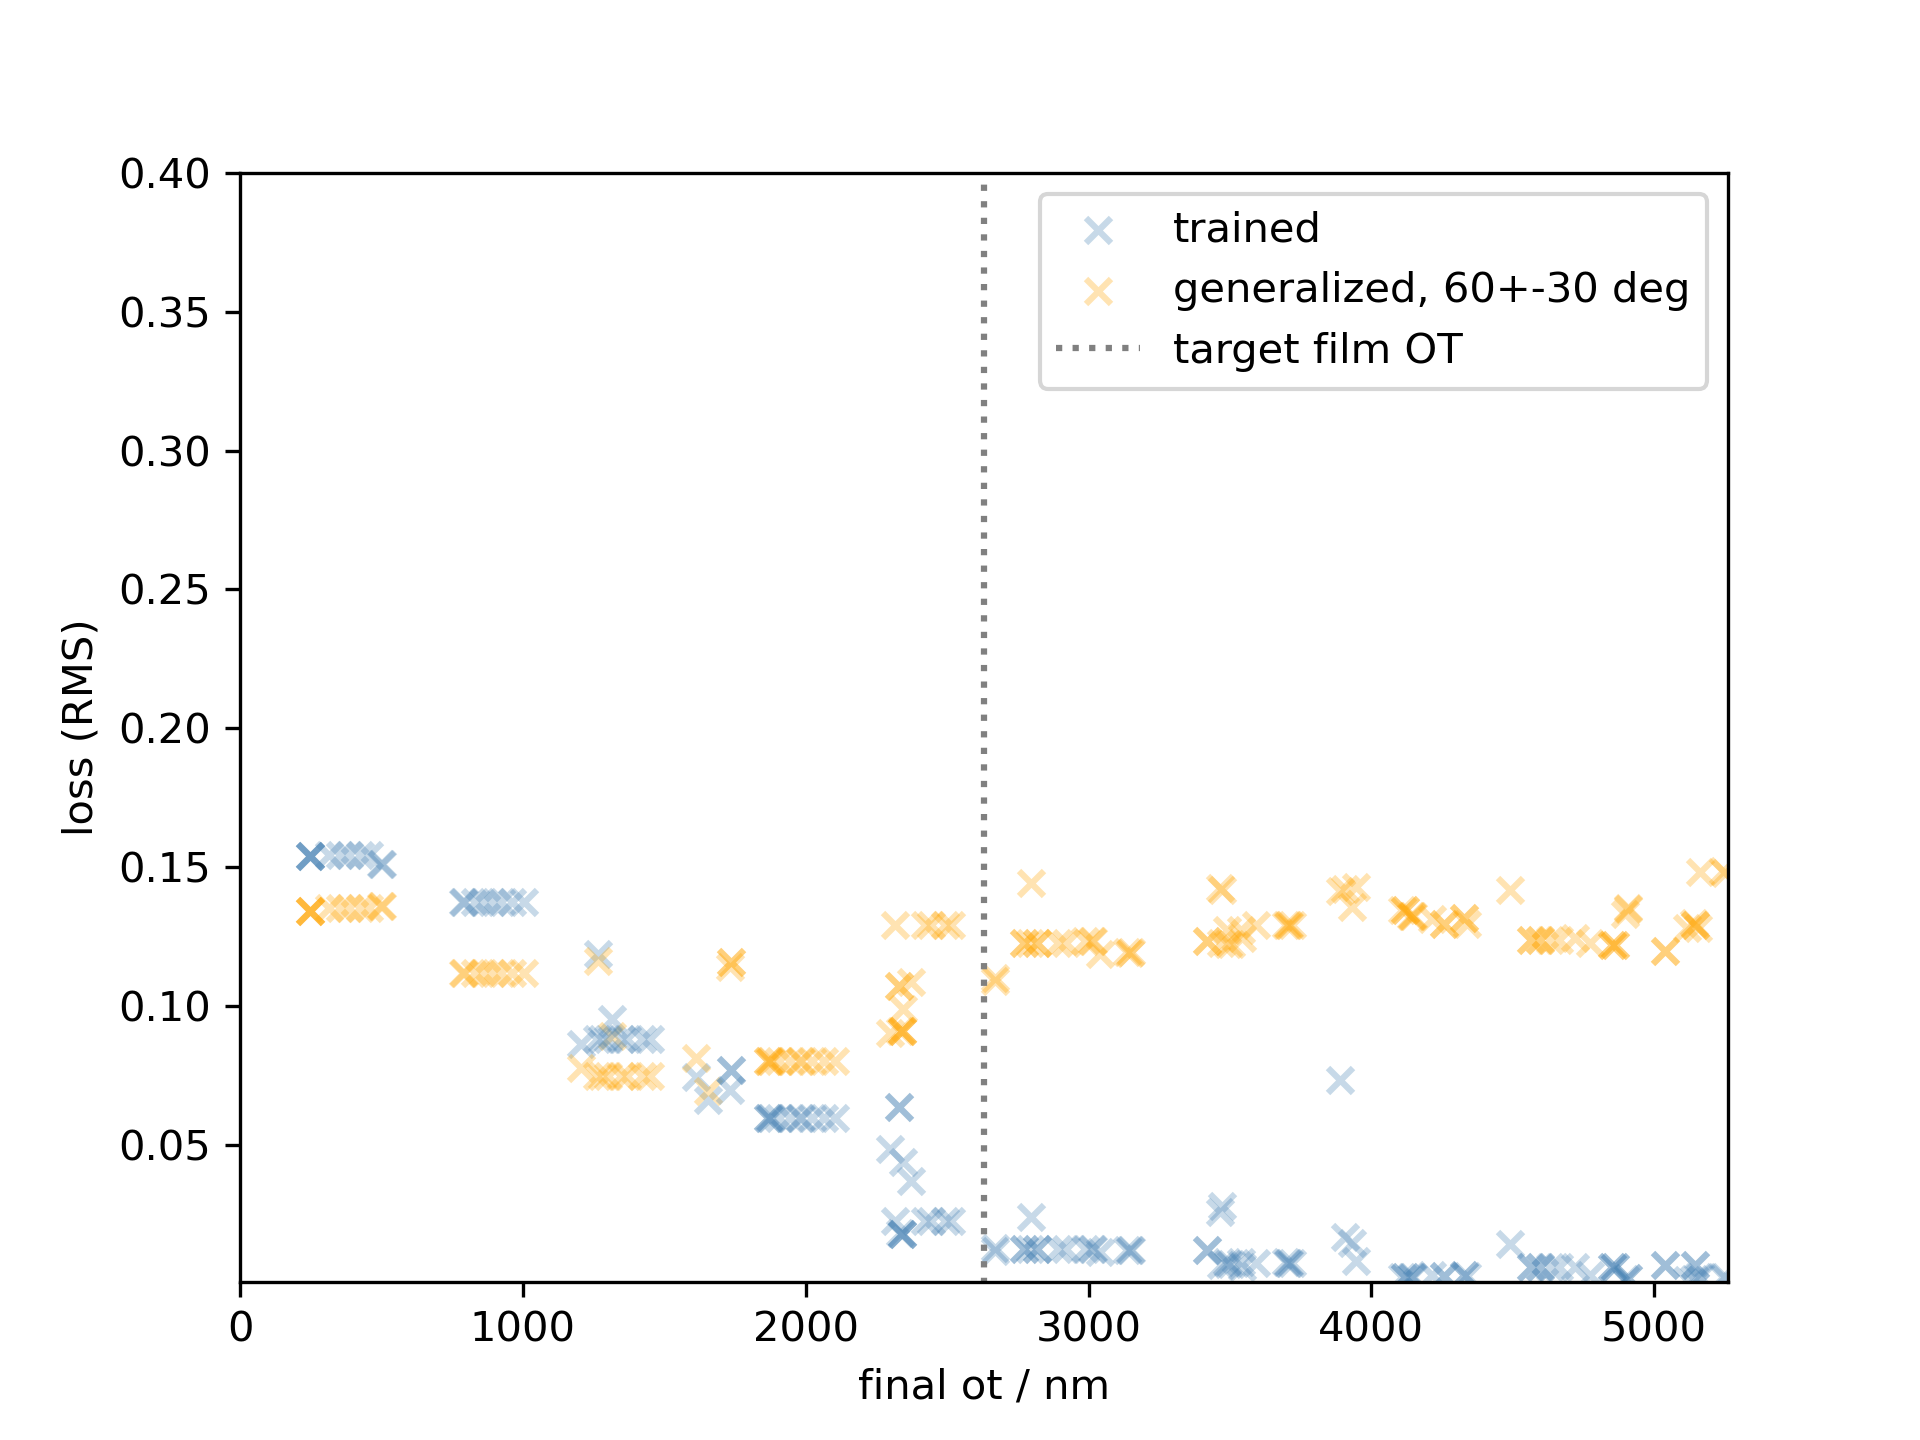 0.40
0.35
0.30
0.25
0.20
0.15
0.10
0.05
loss (RMS)
trained
generalized, 60+-30 deg
target film OT
0 1000 2000 3000 4000 5000
final ot / nm